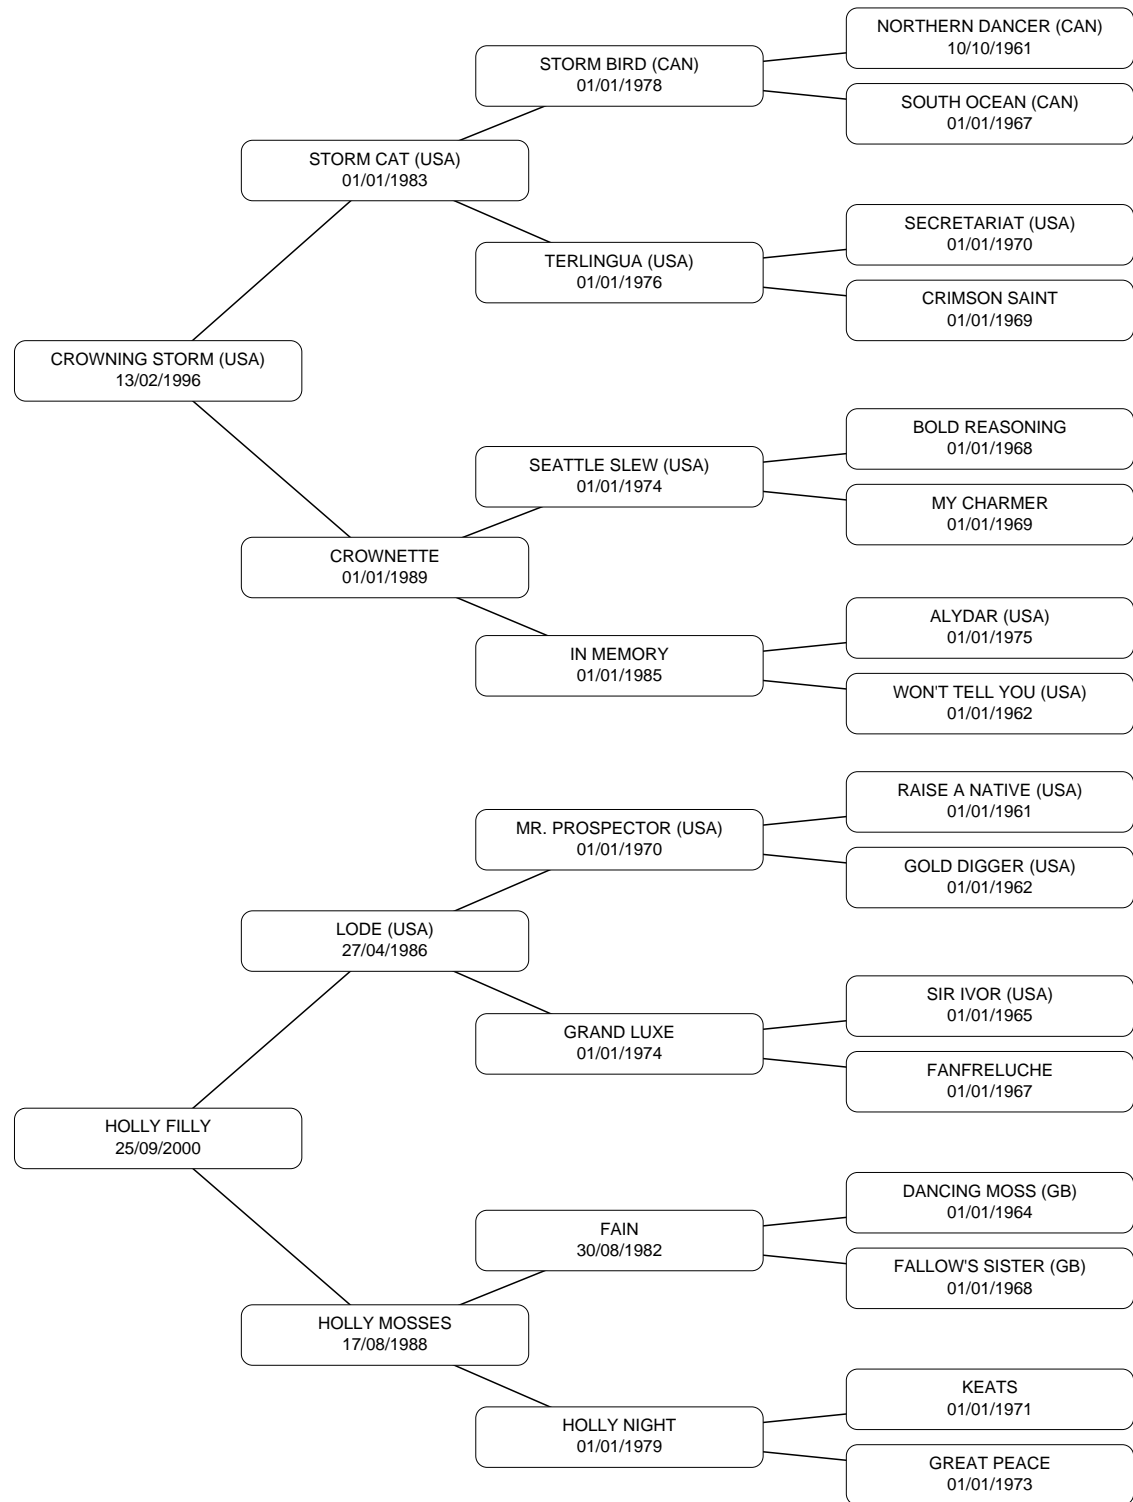 NORTHERN DANCER (CAN)
10/10/1961
STORM BIRD (CAN)
01/01/1978
SOUTH OCEAN (CAN)
01/01/1967
STORM CAT (USA)
01/01/1983
SECRETARIAT (USA)
01/01/1970
TERLINGUA (USA)
01/01/1976
CRIMSON SAINT
01/01/1969
CROWNING STORM (USA)
13/02/1996
BOLD REASONING
01/01/1968
SEATTLE SLEW (USA)
01/01/1974
MY CHARMER
01/01/1969
CROWNETTE
01/01/1989
ALYDAR (USA)
01/01/1975
IN MEMORY
01/01/1985
WON'T TELL YOU (USA)
01/01/1962
RAISE A NATIVE (USA)
01/01/1961
MR. PROSPECTOR (USA)
01/01/1970
GOLD DIGGER (USA)
01/01/1962
LODE (USA)
27/04/1986
SIR IVOR (USA)
01/01/1965
GRAND LUXE
01/01/1974
FANFRELUCHE
01/01/1967
HOLLY FILLY
25/09/2000
DANCING MOSS (GB)
01/01/1964
FAIN
30/08/1982
FALLOW'S SISTER (GB)
01/01/1968
HOLLY MOSSES
17/08/1988
KEATS
01/01/1971
HOLLY NIGHT
01/01/1979
GREAT PEACE
01/01/1973